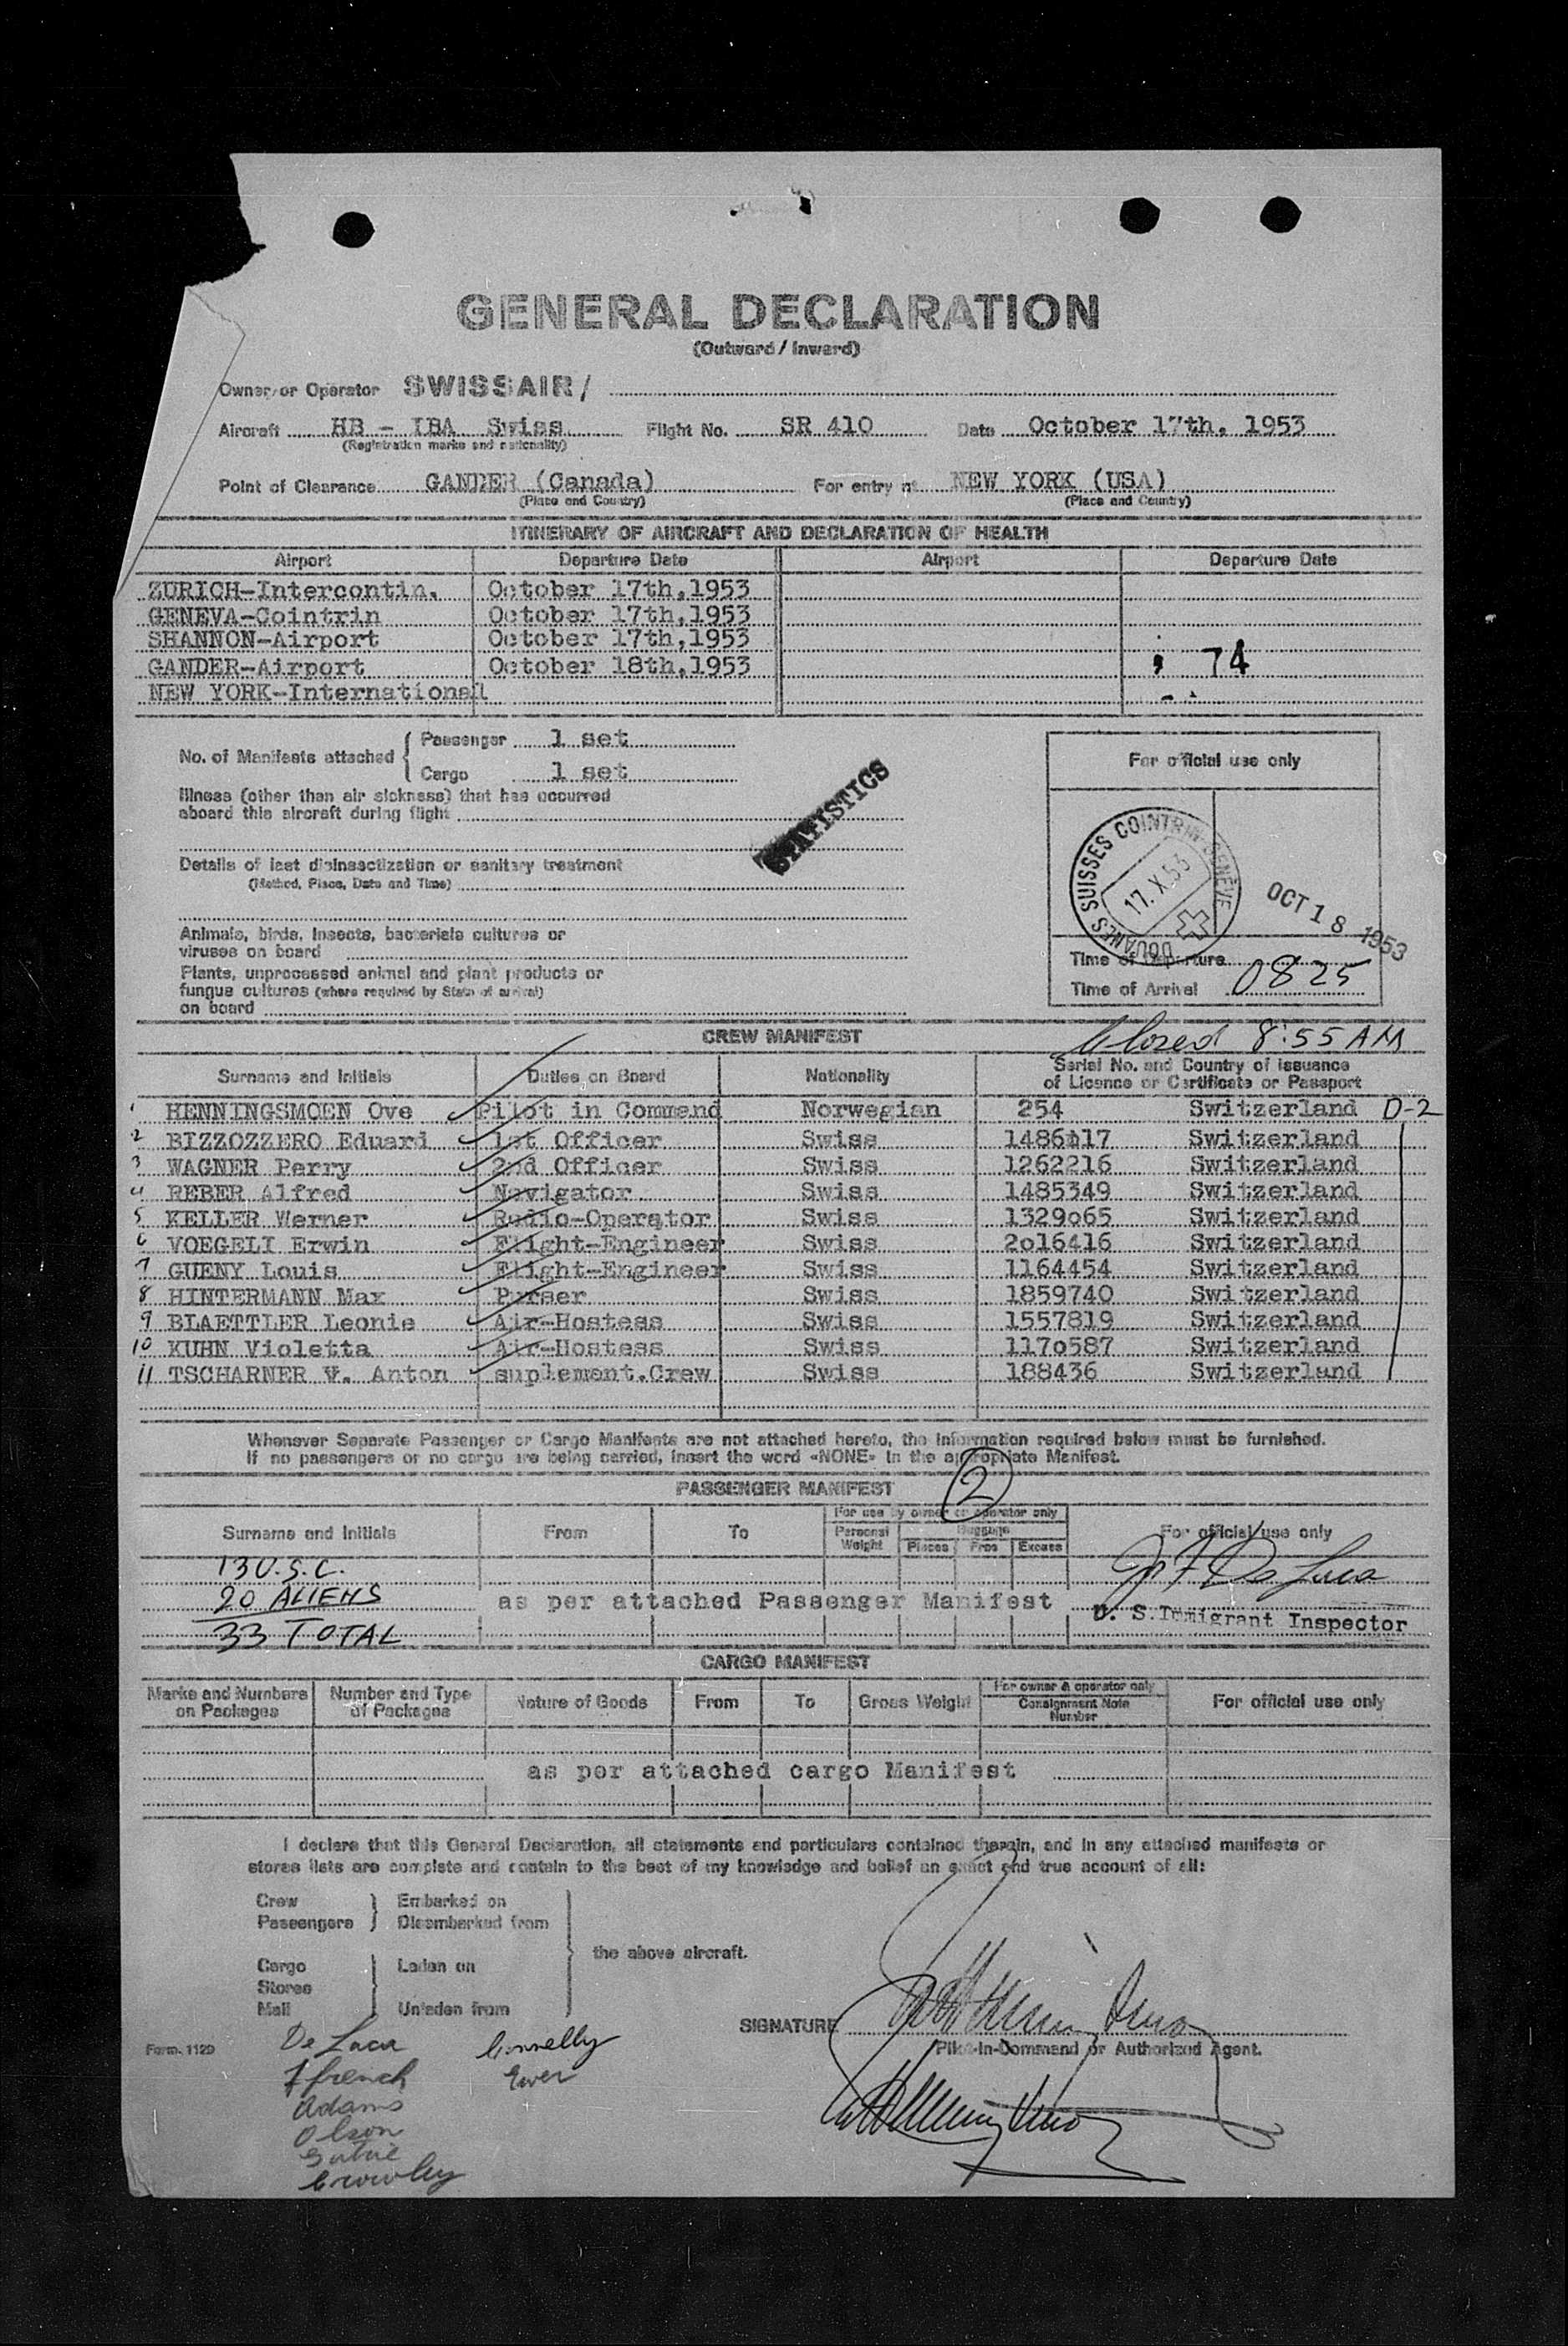 GENERAL DECLARATION
(Outward / Inward)
Owner or Operator SWISSAIR /
Aircraft HB - IBA Swiss Flight No. SR 410 Date October 17th, 1953
(Registration marks and nationality)
Point of Clearance GANDER (Canada) For entry at NEW YORK (USA)
(Place and Country) (Place and Country)
ITINERARY OF AIRCRAFT AND DECLARATION OF HEALTH
Airport Departure Date Airport Departure Date
ZURICH-Intercontin. October 17th,1953
GENEVA-Cointrin October 17th,1953
SHANNON-Airport October 17th,1953
GANDER-Airport October 18th,1953 74
NEW YORK-International
No. of Manifests attached
Passenger 1 set
Cargo 1 set
Illness (other than air sickness) that has occurred
aboard this aircraft during flight
STATISTICS
Details of last disinsectization or sanitary treatment
(Method, Place, Date and Time)
Animals, birds, insects, bacterials cultures or
viruses on board
Plants, unprocessed animal and plant products or
fungus cultures (where required by State of arrival)
on board
For official use only
DOUANES SUISSES COINTRIN-GENÈVE
17.X.53
OCT 18 1953
Time of Departure
Time of Arrival 0825
CREW MANIFEST Closed 8:55 AM
Surname and Initials Duties on Board Nationality Serial No. and Country of Issuance
of Licence or Certificate or Passport
1 HENNINGSMOEN Ove Pilot in Command Norwegian 254 Switzerland D-2
2 BIZZOZZERO Eduard 1st Officer Swiss 1486117 Switzerland
3 WAGNER Perry 2nd Officer Swiss 1262216 Switzerland
4 REBER Alfred Navigator Swiss 1485349 Switzerland
5 KELLER Werner Radio-Operator Swiss 1329o65 Switzerland
6 VOEGELI Erwin Flight-Engineer Swiss 2o16416 Switzerland
7 GUENY Louis Flight-Engineer Swiss 1164454 Switzerland
8 HINTERMANN Max Purser Swiss 1859740 Switzerland
9 BLAETTLER Leonie Air-Hostess Swiss 1557819 Switzerland
10 KUHN Violetta Air-Hostess Swiss 117o587 Switzerland
11 TSCHARNER V. Anton suplement.Crew Swiss 188436 Switzerland
Whenever Separate Passenger or Cargo Manifests are not attached hereto, the information required below must be furnished.
If no passengers or no cargo are being carried, insert the word «NONE» in the appropriate Manifest.
2
PASSENGER MANIFEST
Surname and Initials From To For use by owner or operator only For official use only
Personal Weight Baggage
Pieces Free Excess
13 U.S.C.
20 ALIENS as per attached Passenger Manifest
33 TOTAL
De Luca
U. S. Immigrant Inspector
CARGO MANIFEST
Marks and Numbers on Packages Number and Type of Packages Nature of Goods From To Gross Weight For owner & operator only For official use only
Consignment Note Number
as per attached cargo Manifest
I declare that this General Declaration, all statements and particulars contained therein, and in any attached manifests or
stores lists are complete and contain to the best of my knowledge and belief an exact and true account of all:
Crew Embarked on
Passengers Disembarked from
the above aircraft.
Cargo Laden on
Stores
Mail Unladen from
SIGNATURE
Pilot-in-Command or Authorized Agent.
Form. 1129
De Luca Connelly
Ffrench Ewer
Adams
Olson
Crowley